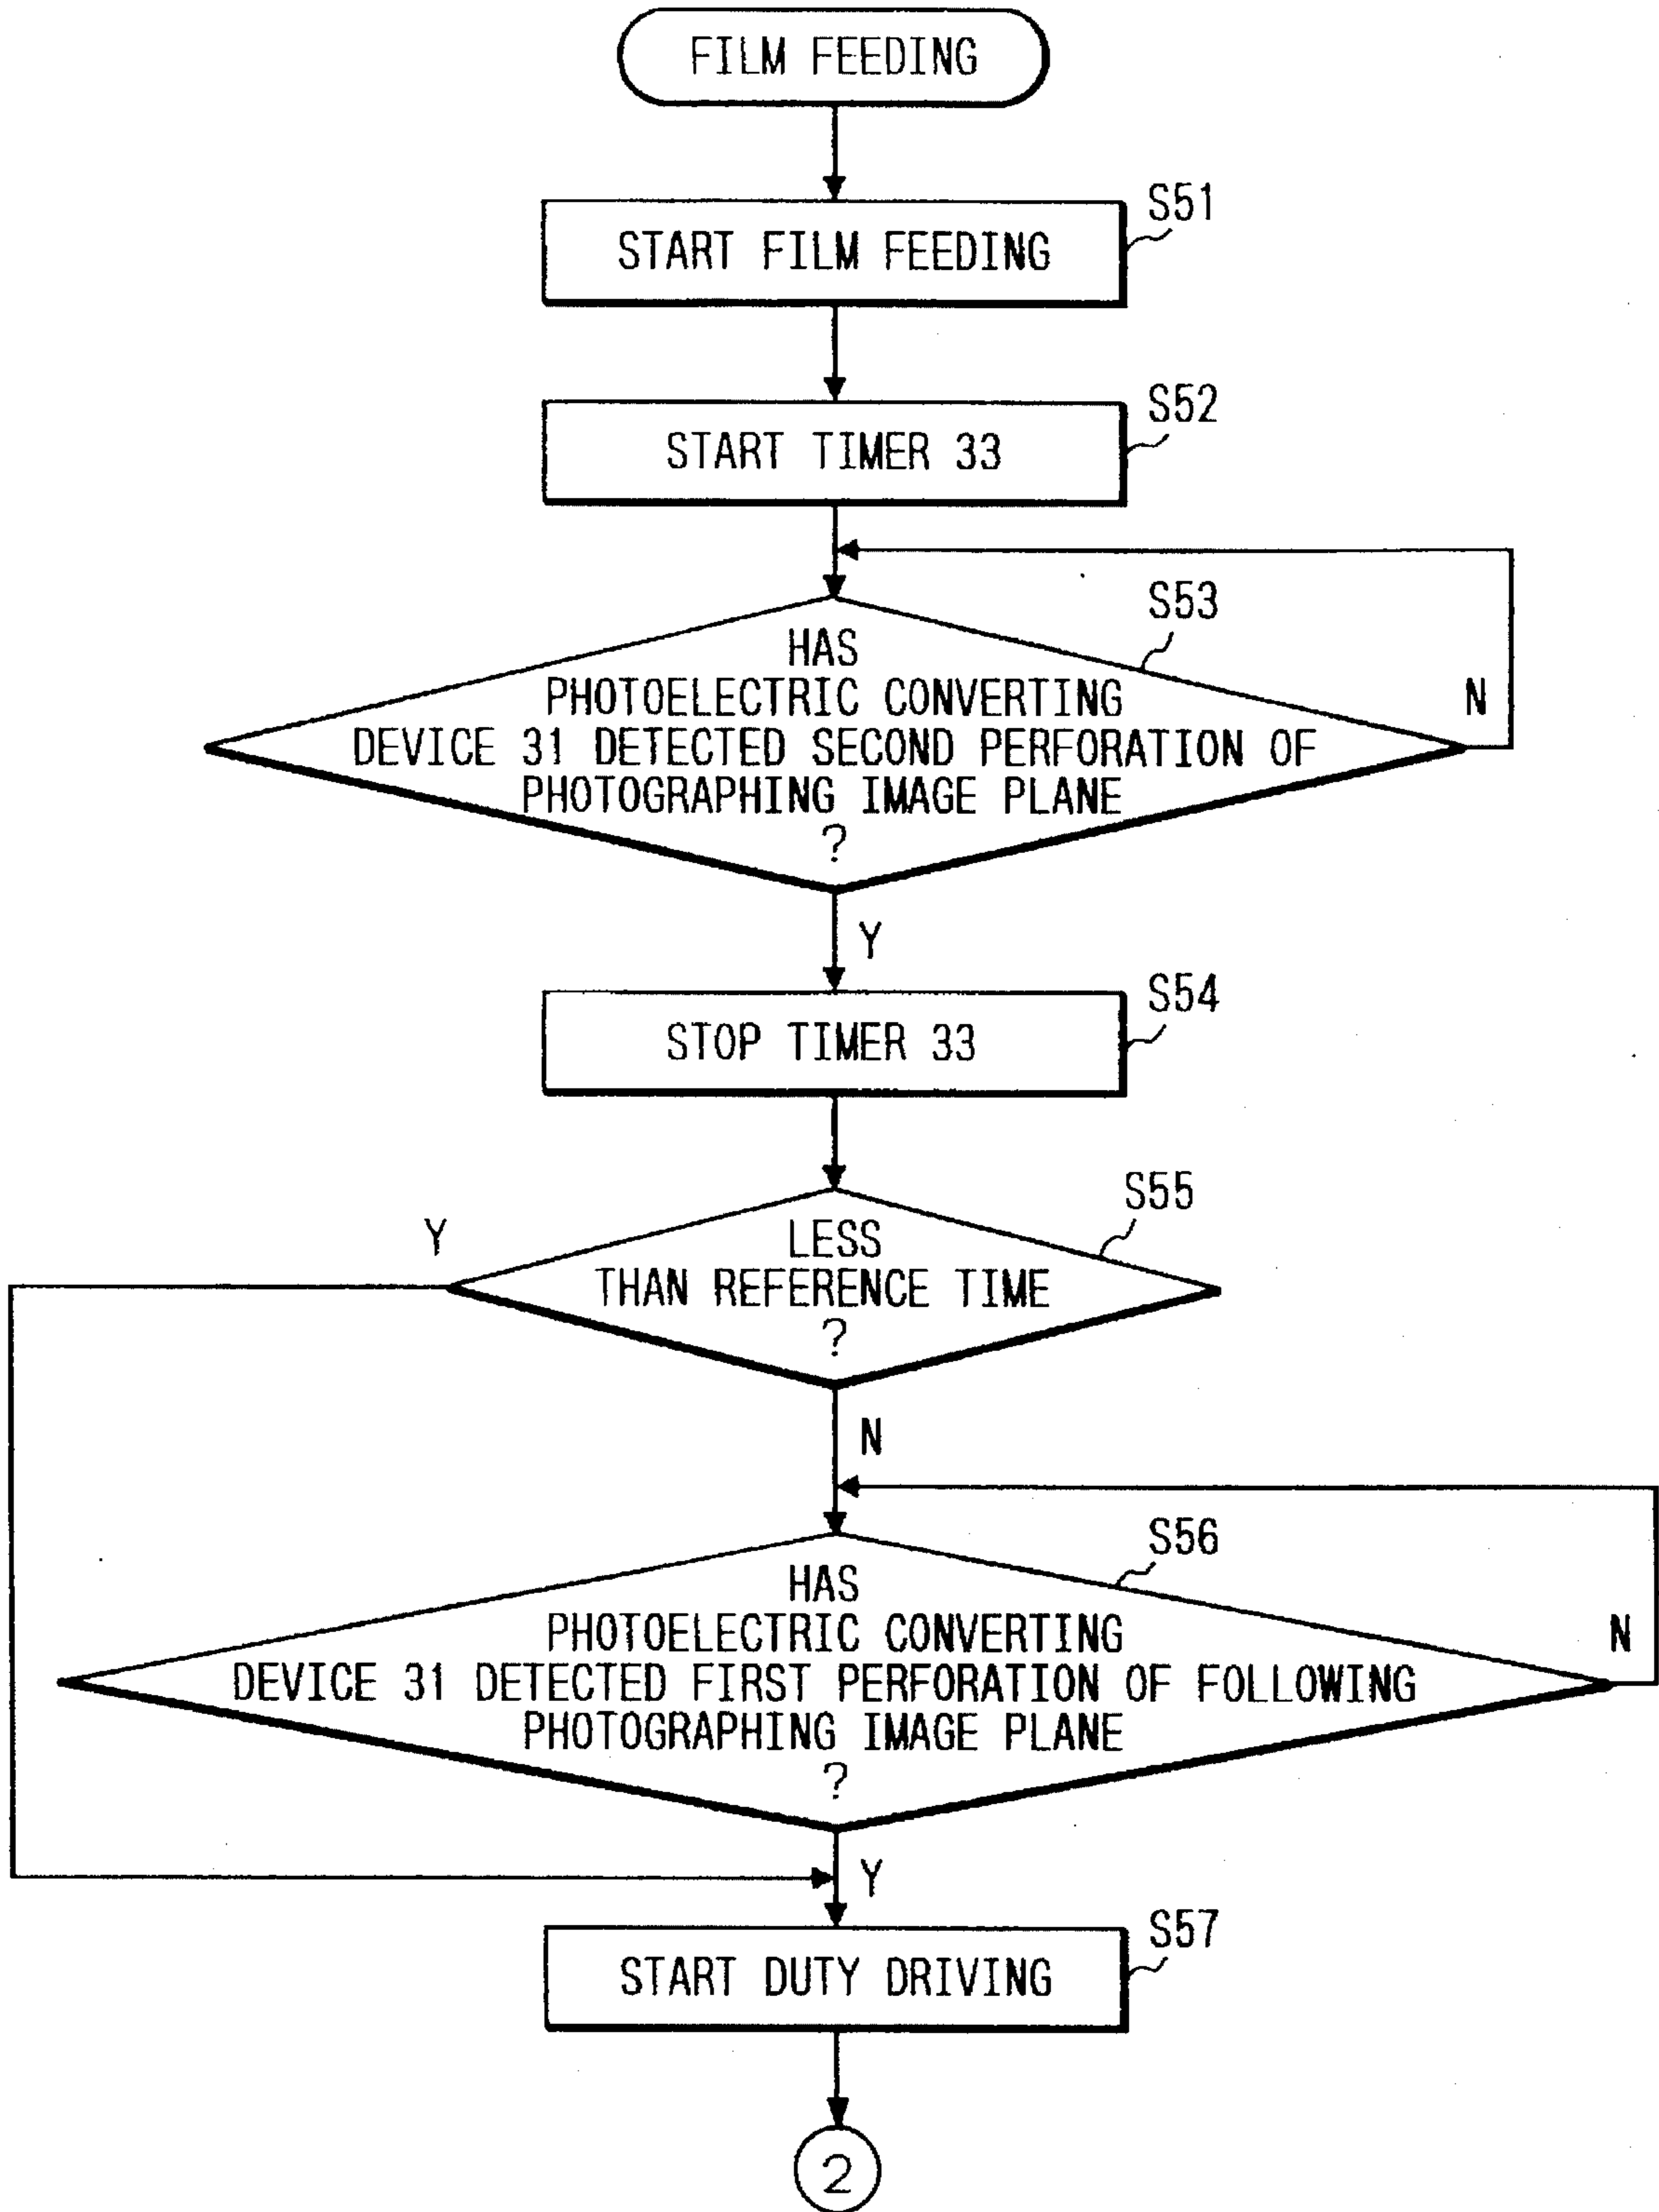 FILM FEEDING
S51
START FILM FEEDING
S52
START TIMER 33
S53
HAS
PHOTOELECTRIC CONVERTING
DEVICE 31 DETECTED SECOND PERFORATION OF
PHOTOGRAPHING IMAGE PLANE
?
N
Y
S54
STOP TIMER 33
S55
Y
LESS
THAN REFERENCE TIME
?
N
S56
HAS
PHOTOELECTRIC CONVERTING
DEVICE 31 DETECTED FIRST PERFORATION OF FOLLOWING
PHOTOGRAPHING IMAGE PLANE
?
N
Y
S57
START DUTY DRIVING
2